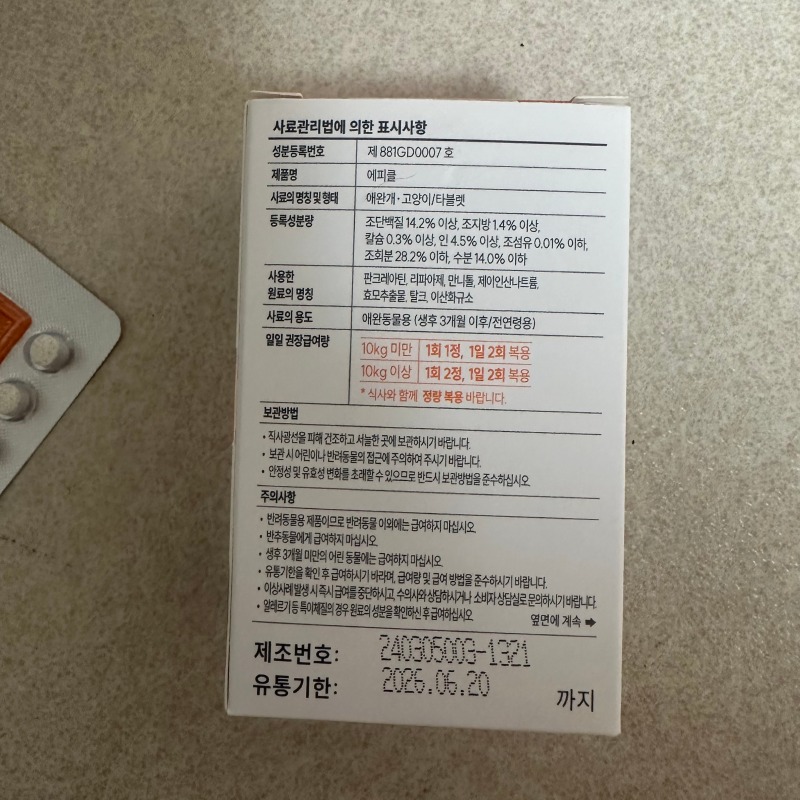 사료관리법에 의한 표시사항
성분등록번호 제 881GD0007 호
제품명 에피클
사료의 명칭 및 형태 애완개·고양이/타블렛
등록성분량 조단백질 14.2% 이상, 조지방 1.4% 이상,
칼슘 0.3% 이상, 인 4.5% 이상, 조섬유 0.01% 이하,
조회분 28.2% 이하, 수분 14.0% 이하
사용한 원료의 명칭 판크레아틴, 리파아제, 만니톨, 제이인산나트륨,
효모추출물, 탈크, 이산화규소
사료의 용도 애완동물용 (생후 3개월 이후/전연령용)
일일 권장급여량 10kg 미만 1회 1정, 1일 2회 복용
10kg 이상 1회 2정, 1일 2회 복용
* 식사와 함께 정량 복용 바랍니다.
보관방법
• 직사광선을 피해 건조하고 서늘한 곳에 보관하시기 바랍니다.
• 보관 시 어린이나 반려동물의 접근에 주의하여 주시기 바랍니다.
• 안정성 및 유효성 변화를 초래할 수 있으므로 반드시 보관방법을 준수하십시오.
주의사항
• 반려동물용 제품이므로 반려동물 이외에는 급여하지 마십시오.
• 반추동물에게 급여하지 마십시오.
• 생후 3개월 미만의 어린 동물에는 급여하지 마십시오.
• 유통기한을 확인 후 급여하시기 바라며, 급여량 및 급여 방법을 준수하시기 바랍니다.
• 이상사례 발생 시 즉시 급여를 중단하시고, 수의사와 상담하시거나 소비자 상담실로 문의하시기 바랍니다.
• 알레르기 등 특이체질의 경우 원료의 성분을 확인하신 후 급여하십시오.
옆면에 계속 ➡
제조번호: 240305003-1321
유통기한: 2026.06.20 까지